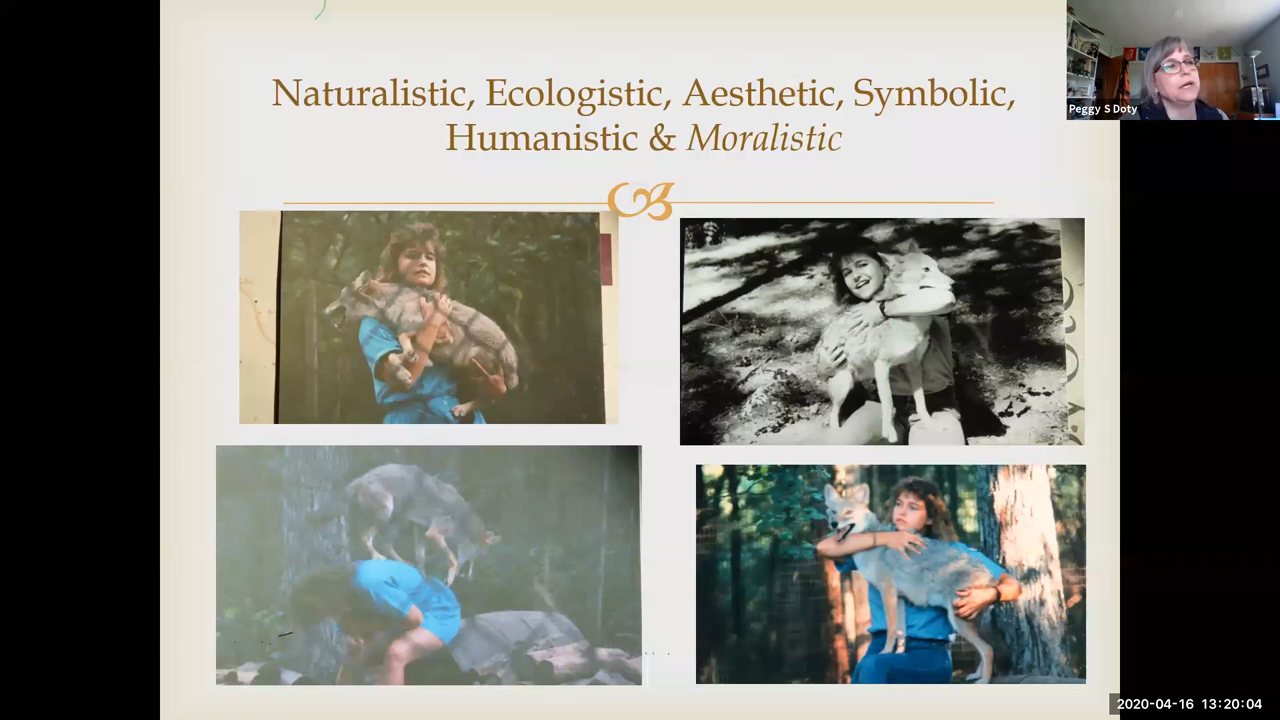 Naturalistic, Ecologistic, Aesthetic, Symbolic,
Humanistic & Moralistic
Peggy S Doty
2020-04-16 13:20:04